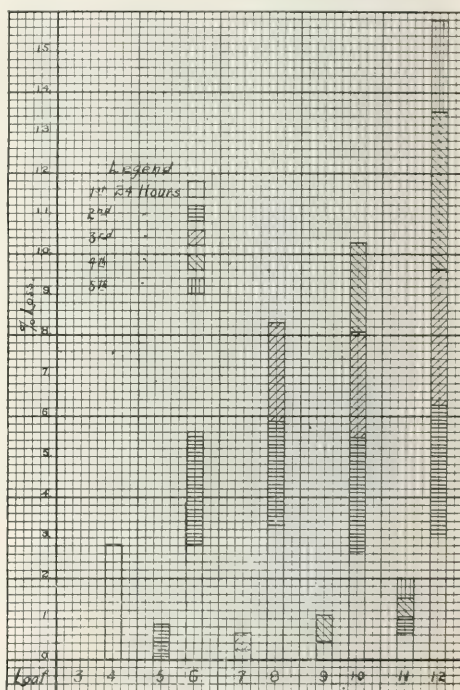 15.
14.
13.
12.
Legend
1st 24 Hours
11.
2nd "
3rd "
10.
4th "
9.
5th "
% Loss.
8.
7.
6.
5.
4.
3.
2.
1.
0.
Loaf 3 4 5 6 7 8 9 10 11 12